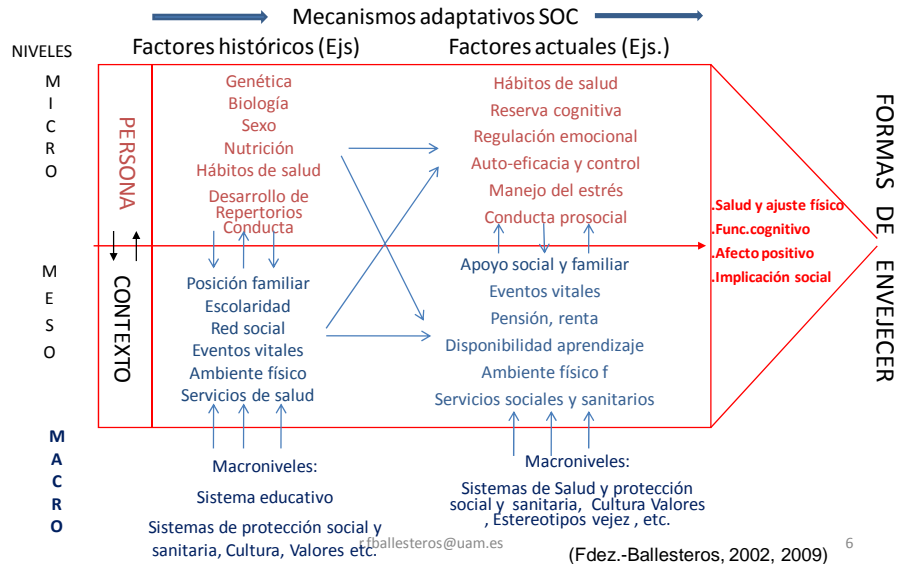 Mecanismos adaptativos SOC
NIVELES
Factores históricos (Ejs)
Factores actuales (Ejs.)
MICRO
PERSONA
Genética
Biología
Sexo
Nutrición
Hábitos de salud
Desarrollo de
Repertorios
Conducta
Hábitos de salud
Reserva cognitiva
Regulación emocional
Auto-eficacia y control
Manejo del estrés
Conducta prosocial
MESO
CONTEXTO
Posición familiar
Escolaridad
Red social
Eventos vitales
Ambiente físico
Servicios de salud
Apoyo social y familiar
Eventos vitales
Pensión, renta
Disponibilidad aprendizaje
Ambiente físico f
Servicios sociales y sanitarios
.Salud y ajuste físico
.Func.cognitivo
.Afecto positivo
.Implicación social
FORMAS DE ENVEJECER
MACRO
Macroniveles:
Sistema educativo
Sistemas de protección social y
sanitaria, Cultura, Valores etc.
Macroniveles:
Sistemas de Salud y protección
social y sanitaria, Cultura Valores
, Estereotipos vejez , etc.
r.fballesteros@uam.es
(Fdez.-Ballesteros, 2002, 2009)
6